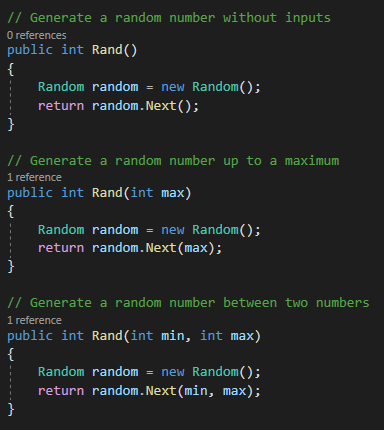 // Generate a random number without inputs
0 references
public int Rand()
{
    Random random = new Random();
    return random.Next();
}
// Generate a random number up to a maximum
1 reference
public int Rand(int max)
{
    Random random = new Random();
    return random.Next(max);
}
// Generate a random number between two numbers
1 reference
public int Rand(int min, int max)
{
    Random random = new Random();
    return random.Next(min, max);
}